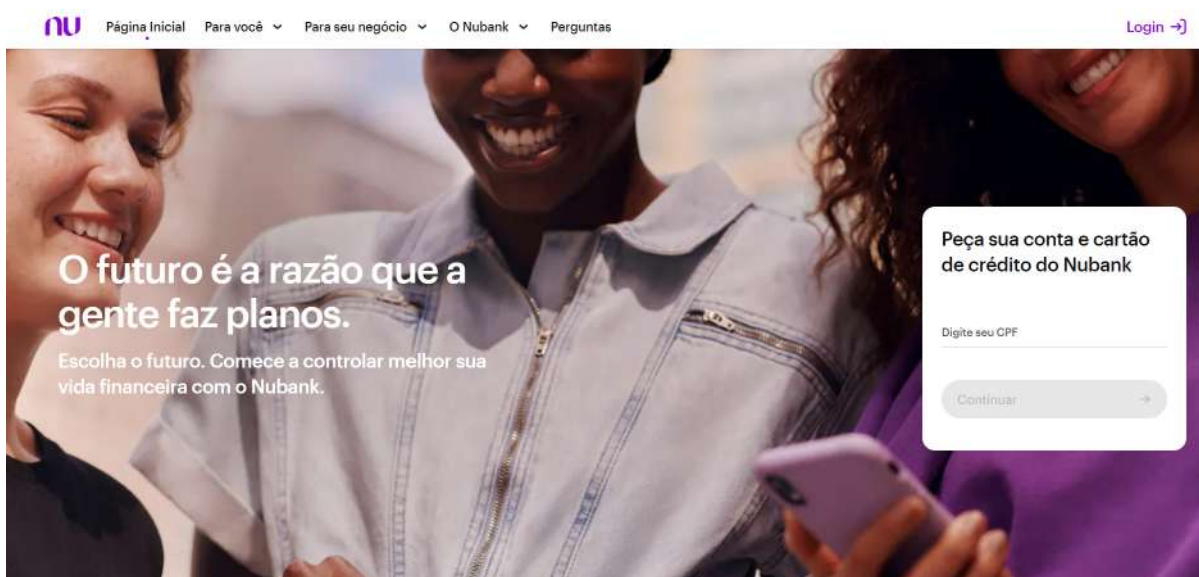 nu
Página Inicial
Para você
Para seu negócio
O Nubank
Perguntas
Login
O futuro é a razão que a
gente faz planos.
Escolha o futuro. Comece a controlar melhor sua
vida financeira com o Nubank.
Peça sua conta e cartão
de crédito do Nubank
Digite seu CPF
Continuar